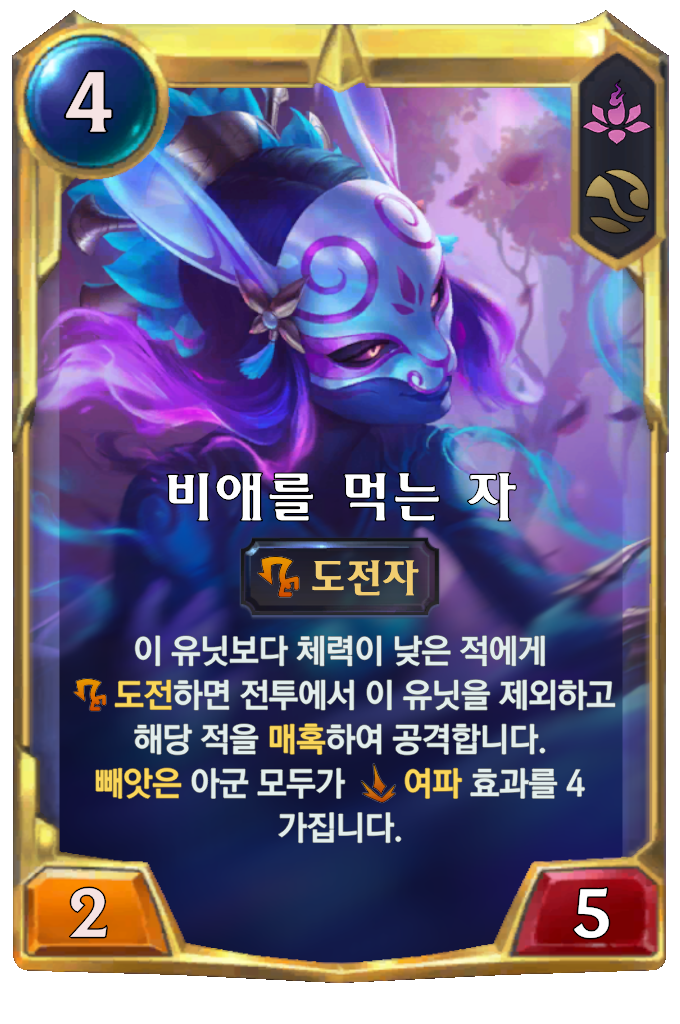 4
비애를 먹는 자
도전자
이 유닛보다 체력이 낮은 적에게
도전하면 전투에서 이 유닛을 제외하고
해당 적을 매혹하여 공격합니다.
빼앗은 아군 모두가 여파 효과를 4
가집니다.
2
5